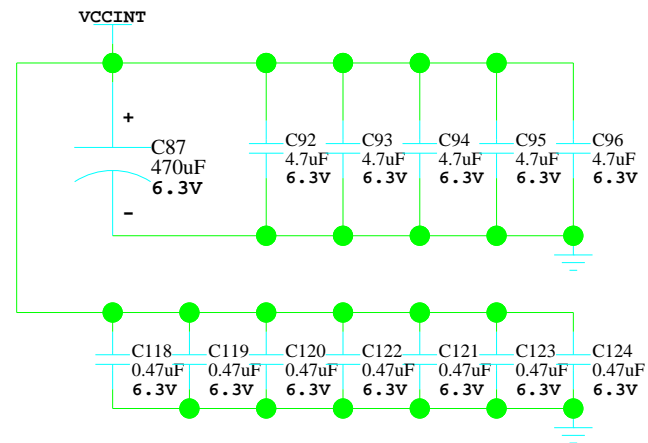 VCCINT
+
C87
470uF
6.3V
-
C92 C93 C94 C95 C96
4.7uF 4.7uF 4.7uF 4.7uF 4.7uF
6.3V 6.3V 6.3V 6.3V 6.3V
C118 C119 C120 C122 C121 C123 C124
0.47uF 0.47uF 0.47uF 0.47uF 0.47uF 0.47uF 0.47uF
6.3V 6.3V 6.3V 6.3V 6.3V 6.3V 6.3V